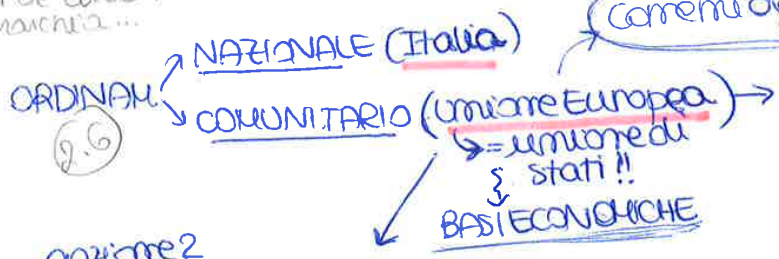 NAZIONALE (Italia)
ORDINAM.
COMUNITARIO (Unione Europea)
2.6
= unione di
stati!!
BASI ECONOMICHE